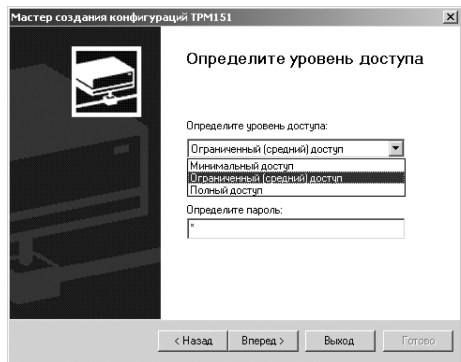 Мастер создания конфигураций ТРМ151
Определите уровень доступа
Определите уровень доступа:
Ограниченный (средний) доступ
Минимальный доступ
Ограниченный (средний) доступ
Полный доступ
Определите пароль:
*
< Назад Вперед > Выход Готово